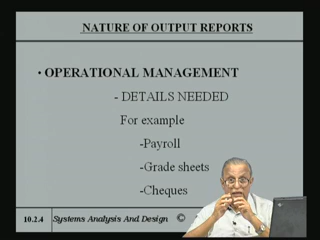 NATURE OF OUTPUT REPORTS
• OPERATIONAL MANAGEMENT
- DETAILS NEEDED
For example
-Payroll
-Grade sheets
-Cheques
10.2.4 Systems Analysis And Design ©